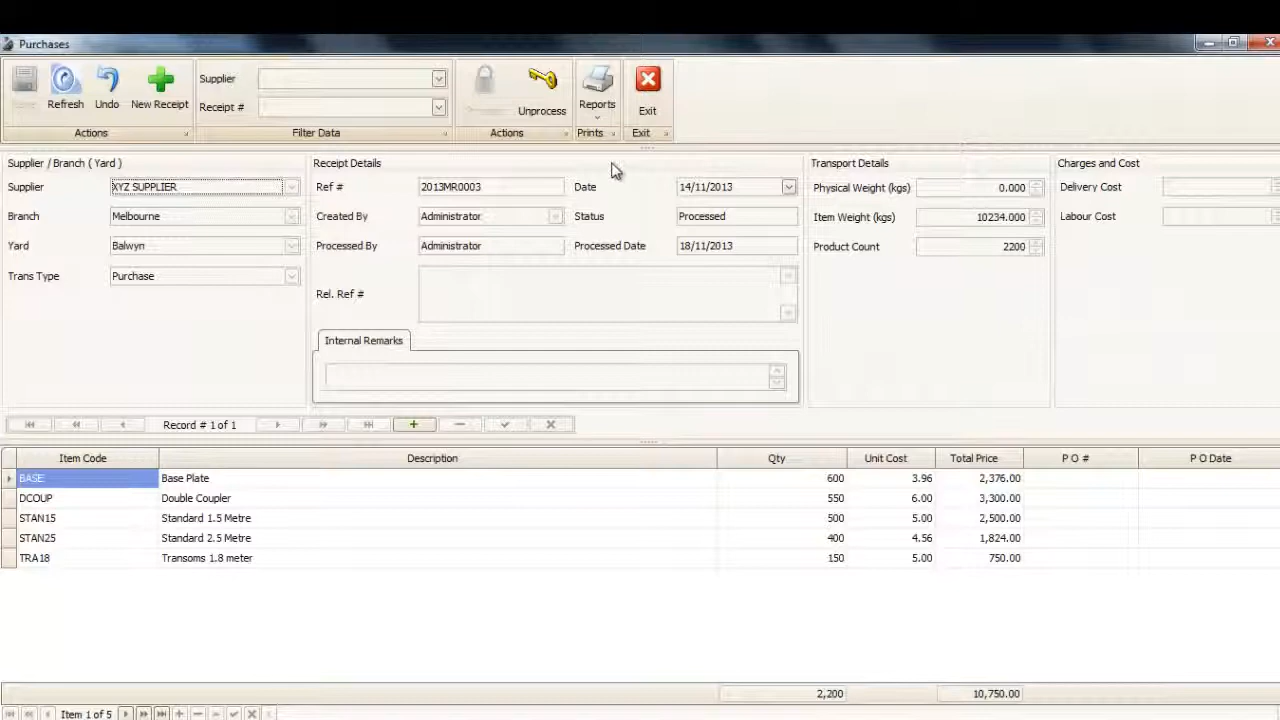 Purchases
Refresh
Undo
New Receipt
Supplier
Receipt #
Unprocess
Reports
Exit
Actions
Filter Data
Actions
Prints
Exit
Supplier / Branch ( Yard )
Receipt Details
Transport Details
Charges and Cost
Supplier XYZ SUPPLIER Ref # 2013MR0003 Date 14/11/2013 Physical Weight (kgs) 0.000 Delivery Cost
Branch Melbourne Created By Administrator Status Processed Item Weight (kgs) 10234.000 Labour Cost
Yard Balwyn Processed By Administrator Processed Date 18/11/2013 Product Count 2200
Trans Type Purchase
Rel. Ref #
Internal Remarks
Record # 1 of 1
Item Code Description Qty Unit Cost Total Price P O # P O Date
BASE Base Plate 600 3.96 2,376.00
DCOUP Double Coupler 550 6.00 3,300.00
STAN15 Standard 1.5 Metre 500 5.00 2,500.00
STAN25 Standard 2.5 Metre 400 4.56 1,824.00
TRA18 Transoms 1.8 meter 150 5.00 750.00
2,200 10,750.00
Item 1 of 5